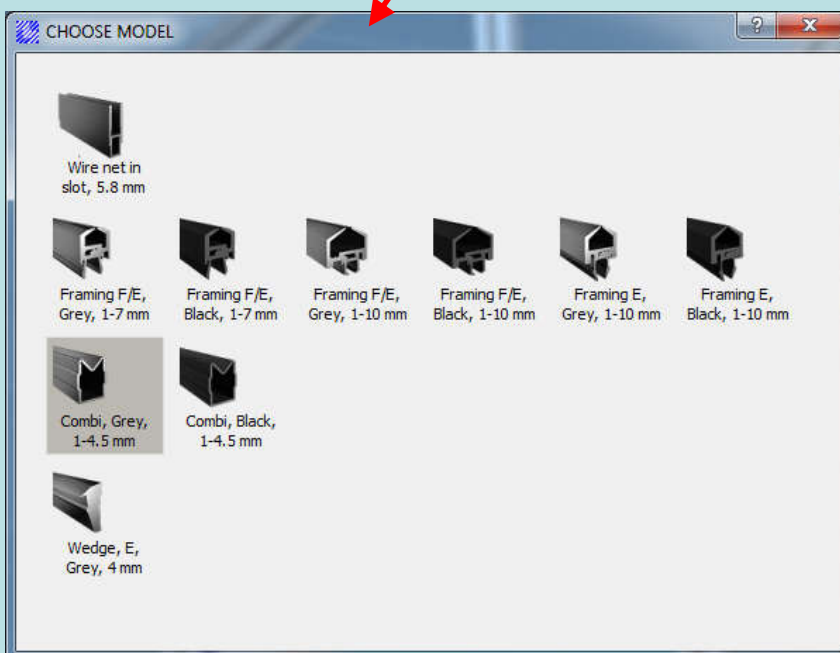 CHOOSE MODEL
?
Wire net in
slot, 5.8 mm
Framing F/E,
Grey, 1-7 mm
Framing F/E,
Black, 1-7 mm
Framing F/E,
Grey, 1-10 mm
Framing F/E,
Black, 1-10 mm
Framing E,
Grey, 1-10 mm
Framing E,
Black, 1-10 mm
Combi, Grey,
1-4.5 mm
Combi, Black,
1-4.5 mm
Wedge, E,
Grey, 4 mm